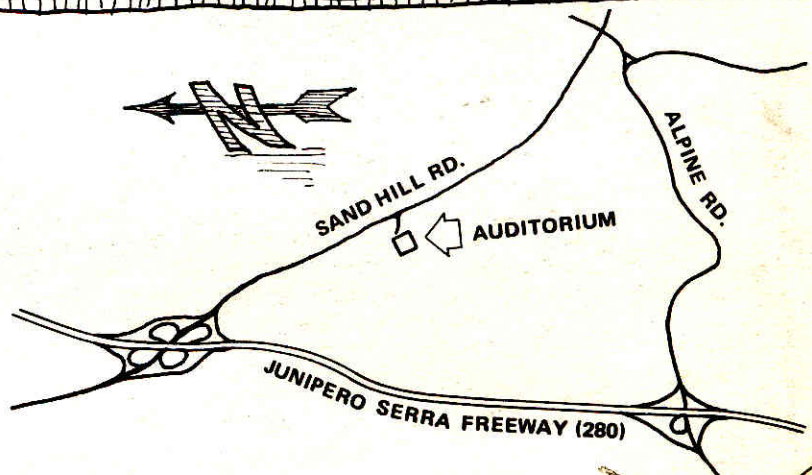 N
SAND HILL RD.
ALPINE RD.
AUDITORIUM
JUNIPERO SERRA FREEWAY (280)